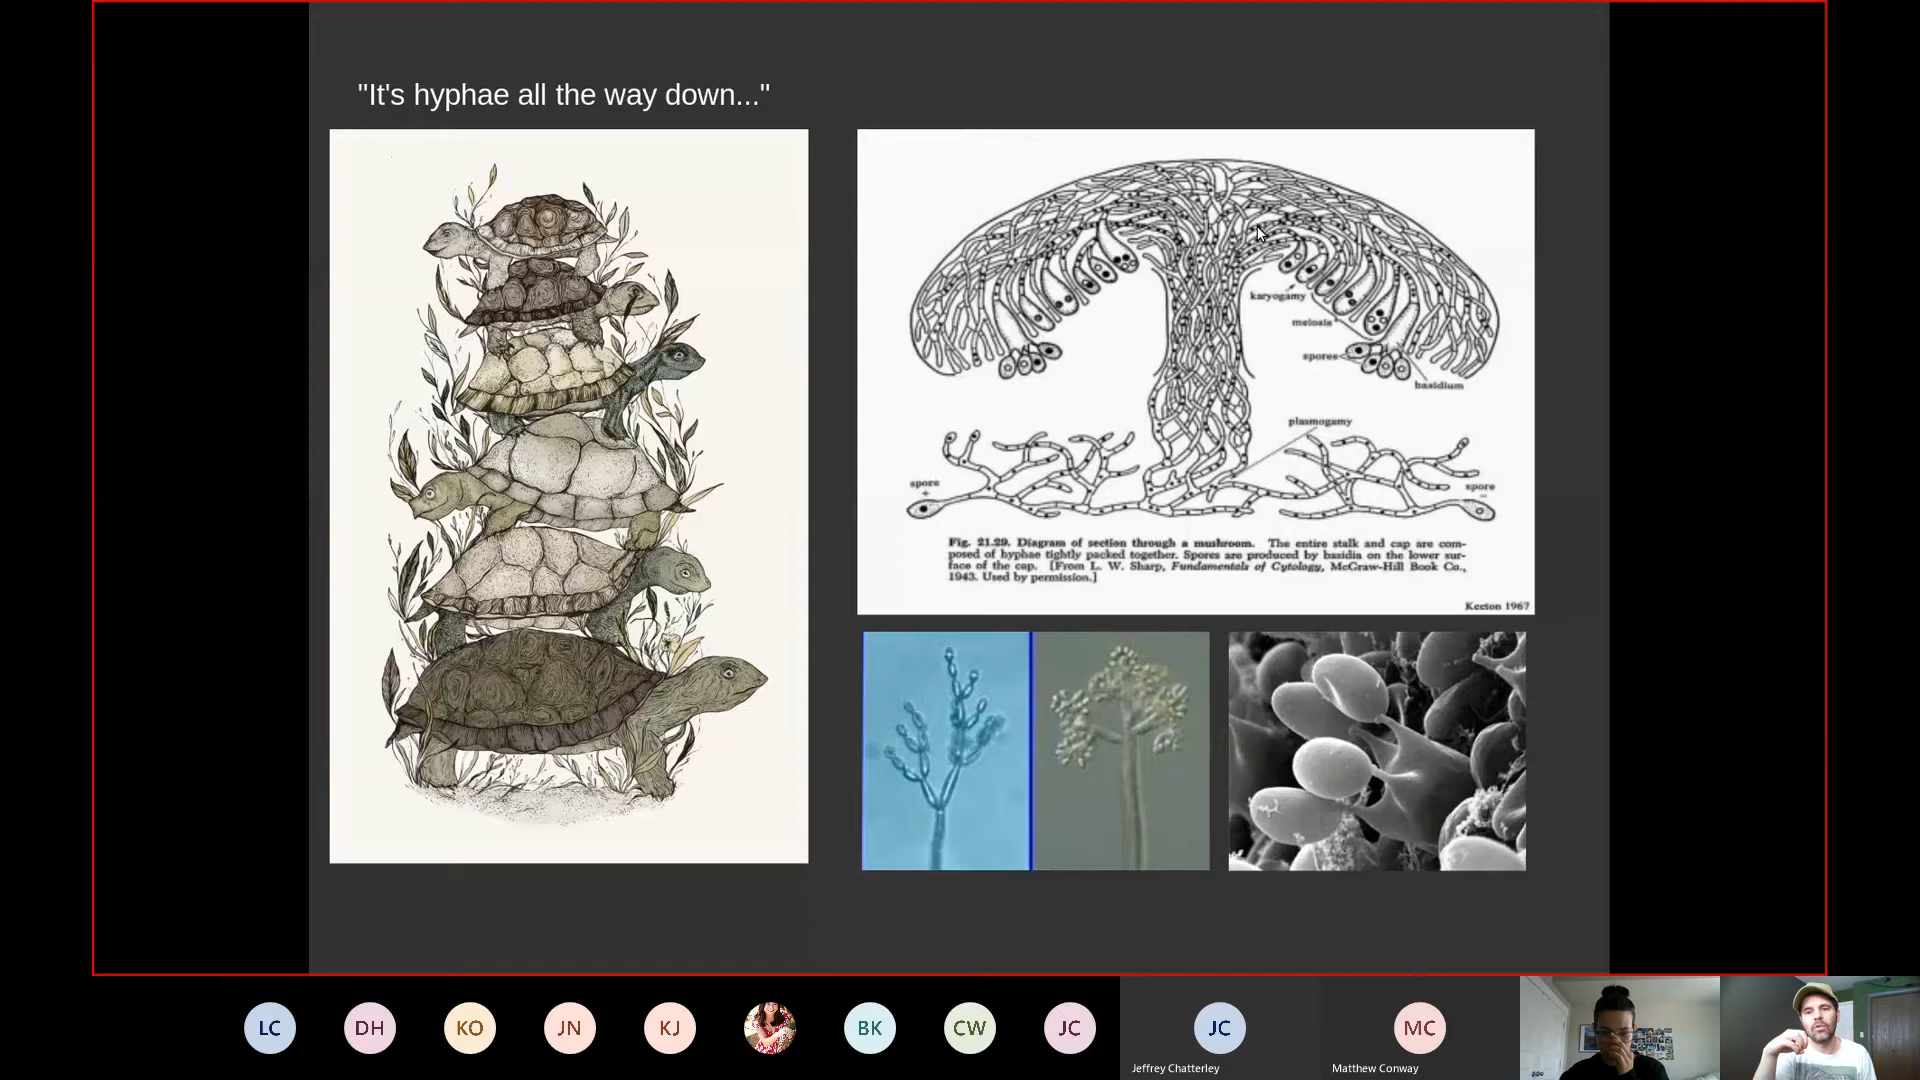 "It's hyphae all the way down..."
karyogamy
meiosis
spores
basidium
plasmogamy
spore
+
spore
−
Fig. 21.29. Diagram of section through a mushroom. The entire stalk and cap are com-
posed of hyphae tightly packed together. Spores are produced by basidia on the lower sur-
face of the cap. [From L. W. Sharp, Fundamentals of Cytology, McGraw-Hill Book Co.,
1943. Used by permission.]
Keeton 1967
LC
DH
KO
JN
KJ
BK
CW
JC
JC
MC
Jeffrey Chatterley
Matthew Conway